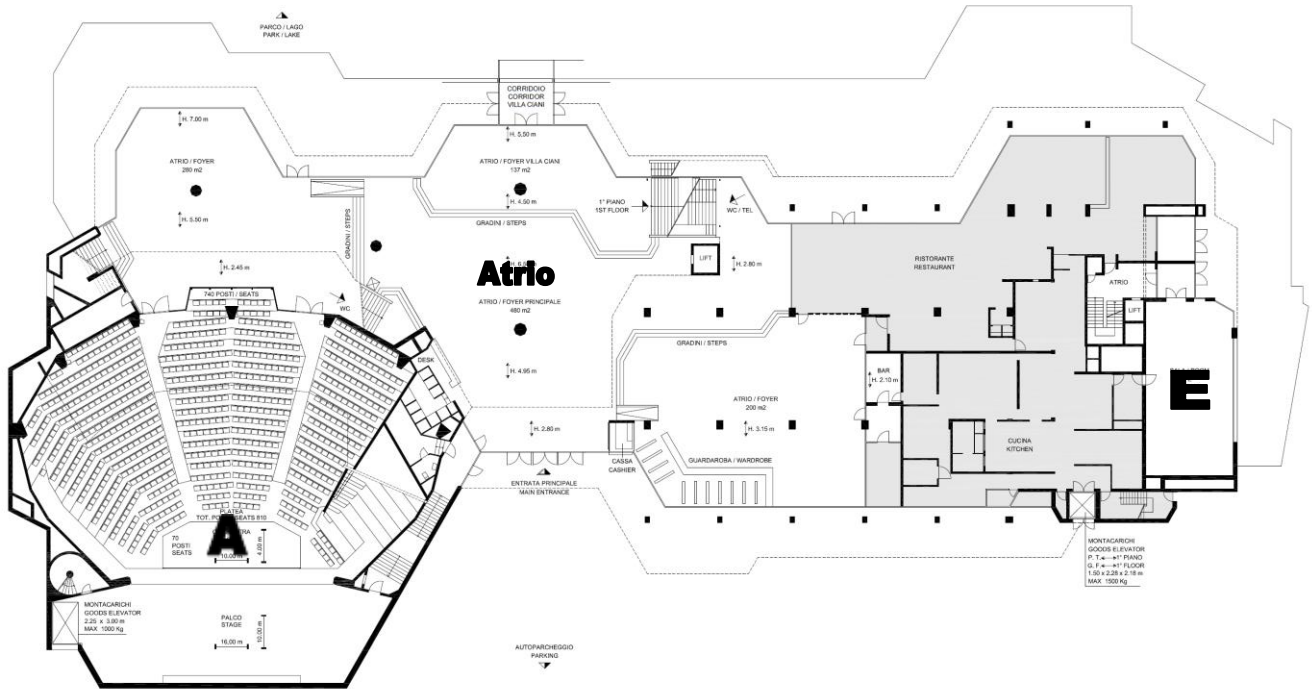 PARCO / LAGO
PARK / LAKE
CORRIDOIO
CORRIDOR
VILLA CIANI
H. 7.00 m
H. 5,50 m
ATRIO / FOYER
280 m2
ATRIO / FOYER VILLA CIANI
137 m2
H. 4.50 m
1° PIANO
1ST FLOOR
WC / TEL
H. 5.50 m
GRADINI / STEPS
GRADINI / STEPS
H. 2.45 m
Atrio
LIFT
H. 2.80 m
RISTORANTE
RESTAURANT
ATRIO
LIFT
740 POSTI / SEATS
WC
ATRIO / FOYER PRINCIPALE
460 m2
GRADINI / STEPS
DESK
H. 4.95 m
BAR
H. 2.10 m
E
ATRIO / FOYER
200 m2
H. 2.80 m
H. 3.15 m
CASSA
CASHIER
GUARDAROBA / WARDROBE
CUCINA
KITCHEN
ENTRATA PRINCIPALE
MAIN ENTRANCE
PLATEA
A
70
POSTI
SEATS
10.00 m
4.00 m
MONTACARICHI
GOODS ELEVATOR
P. T. 1° PIANO
G. F. 1° FLOOR
1.50 x 2.28 x 2.18 m
MAX 1500 Kg
MONTACARICHI
GOODS ELEVATOR
2.25 x 3.80 m
MAX 1000 Kg
PALCO
STAGE
16.00 m
10.00 m
AUTOPARCHEGGIO
PARKING